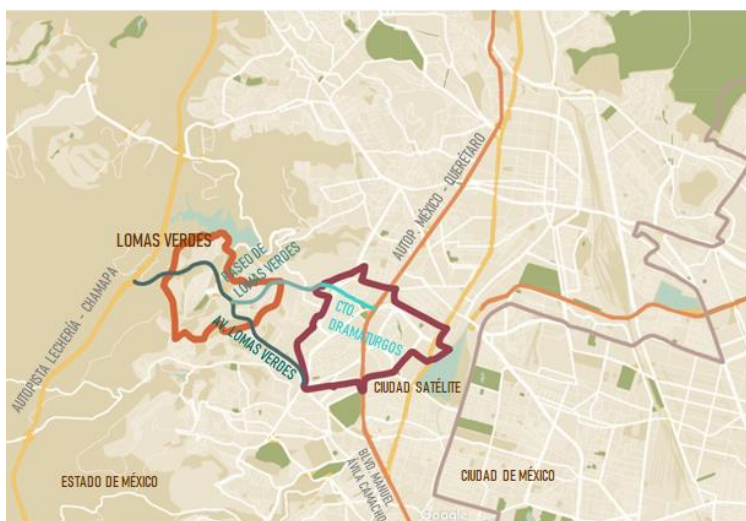 AUTOP. MÉXICO - QUERÉTARO
LOMAS VERDES
PASEO DE
LOMAS VERDES
AUTOPISTA LECHERÍA - CHAMAPA
CTO.
DRAMATURGOS
AV. LOMAS VERDES
CIUDAD SATÉLITE
BLVD. MANUEL
ÁVILA CAMACHO
ESTADO DE MÉXICO
CIUDAD DE MÉXICO
Google